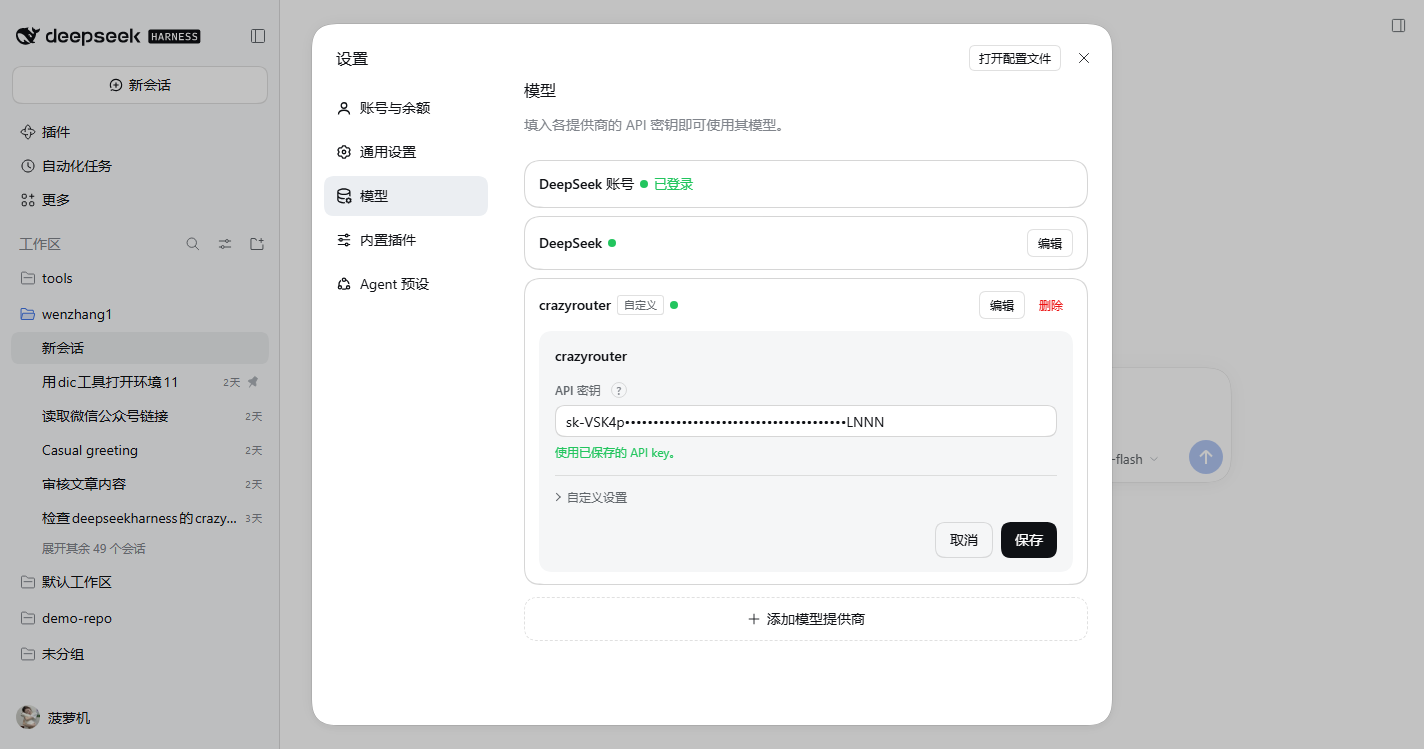 deepseek HARNESS
新会话
插件
自动化任务
更多
工作区
tools
wenzhang1
新会话
用dic工具打开环境11 2天
读取微信公众号链接 2天
Casual greeting 2天
审核文章内容 2天
检查deepseekharness的crazy... 3天
展开其余 49 个会话
默认工作区
demo-repo
未分组
菠萝机
设置
打开配置文件
账号与余额
通用设置
模型
内置插件
Agent 预设
模型
填入各提供商的 API 密钥即可使用其模型。
DeepSeek 账号 已登录
DeepSeek 编辑
crazyrouter 自定义 编辑 删除
crazyrouter
API 密钥 ?
sk-VSK4p•••••••••••••••••••••••••••••••••••••••LNNN
使用已保存的 API key。
自定义设置
取消 保存
添加模型提供商
-flash